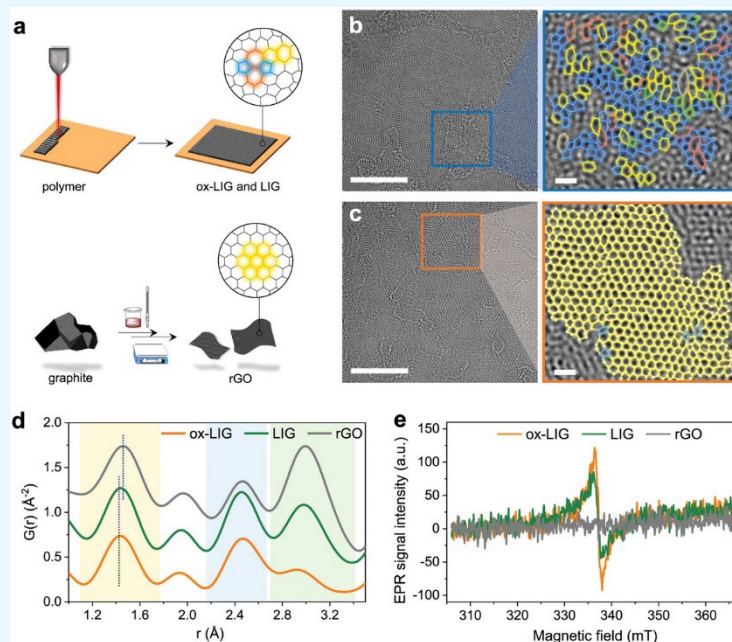 a
polymer
ox-LIG and LIG
graphite
rGO
b
c
d
ox-LIG LIG rGO
2.0
1.5
1.0
0.5
0.0
G(r) (Å⁻²)
1.2 1.6 2.0 2.4 2.8 3.2
r (Å)
e
ox-LIG LIG rGO
150
100
50
0
-50
-100
EPR signal intensity (a.u.)
310 320 330 340 350 360
Magnetic field (mT)